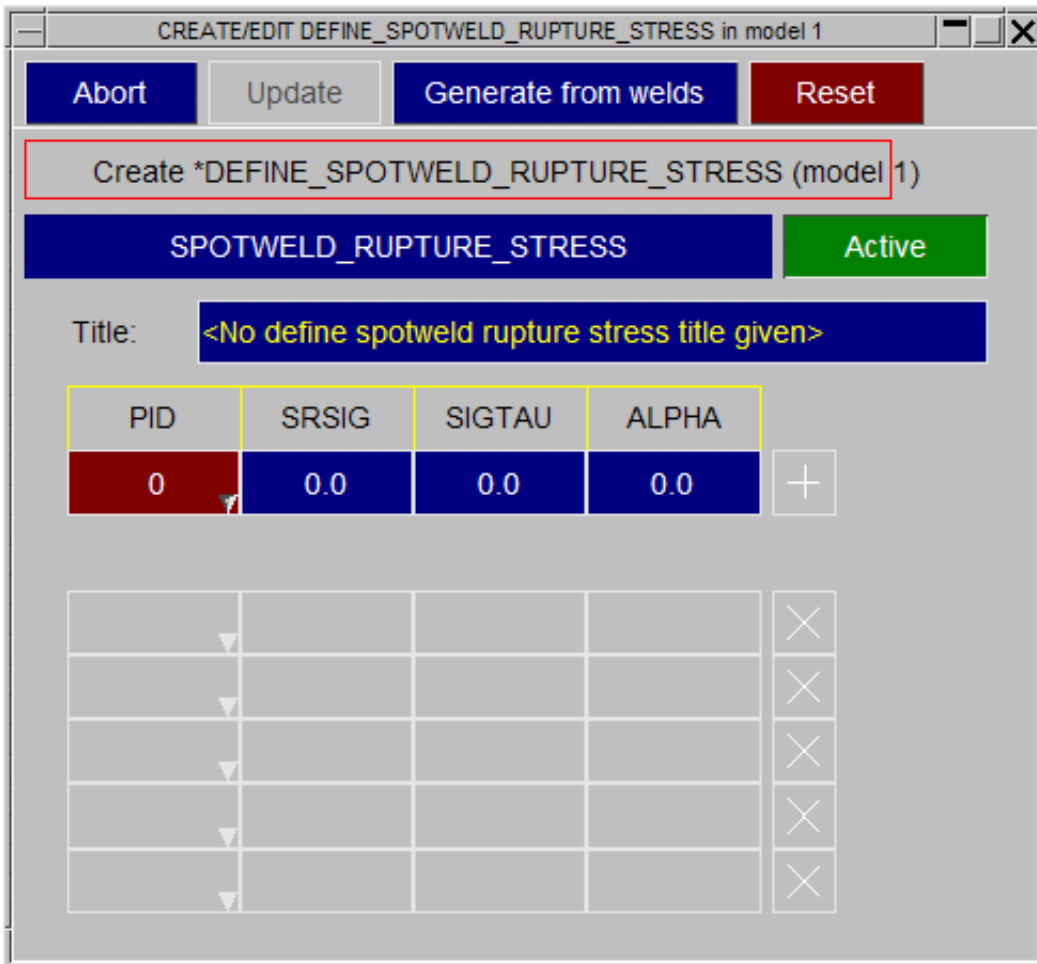 CREATE/EDIT DEFINE_SPOTWELD_RUPTURE_STRESS in model 1
Abort Update Generate from welds Reset
Create *DEFINE_SPOTWELD_RUPTURE_STRESS (model 1)
SPOTWELD_RUPTURE_STRESS Active
Title: <No define spotweld rupture stress title given>
PID SRSIG SIGTAU ALPHA
0 0.0 0.0 0.0